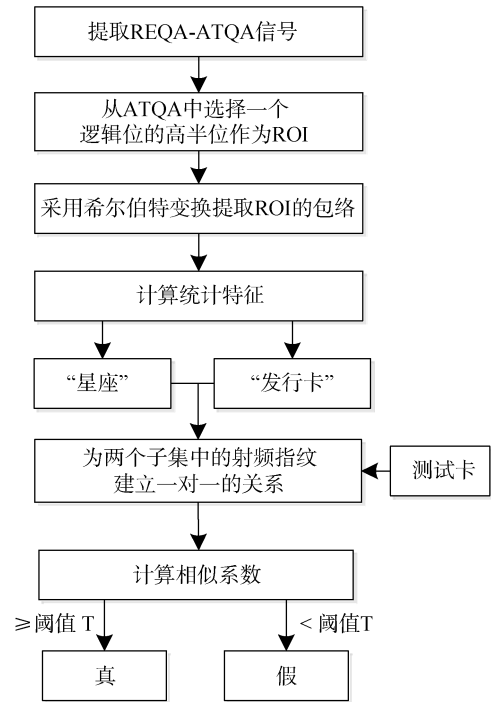 提取REQA-ATQA信号
从ATQA中选择一个
逻辑位的高半位作为ROI
采用希尔伯特变换提取ROI的包络
计算统计特征
“星座”
“发行卡”
为两个子集中的射频指纹
建立一对一的关系
测试卡
计算相似系数
≥阈值 T
< 阈值T
真
假